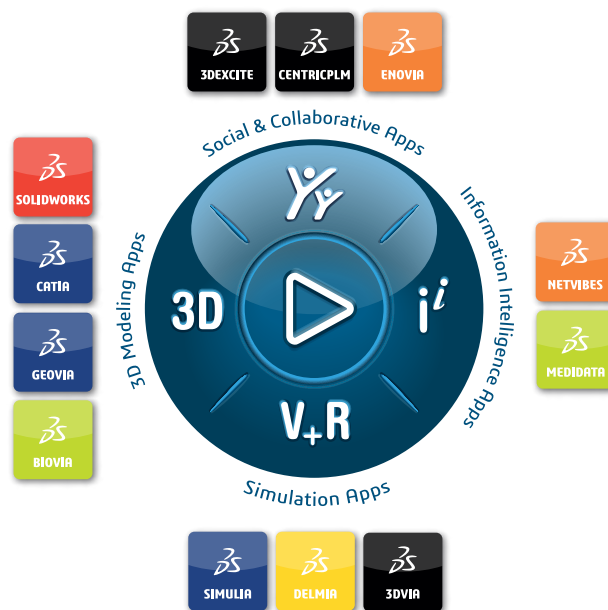 3DEXCITE
CENTRICPLM
ENOVIA
Social & Collaborative Apps
SOLIDWORKS
CATIA
GEOVIA
BIOVIA
3D Modeling Apps
3D
i i
V+R
Information Intelligence Apps
NETVIBES
MEDIDATA
Simulation Apps
SIMULIA
DELMIA
3DVIA